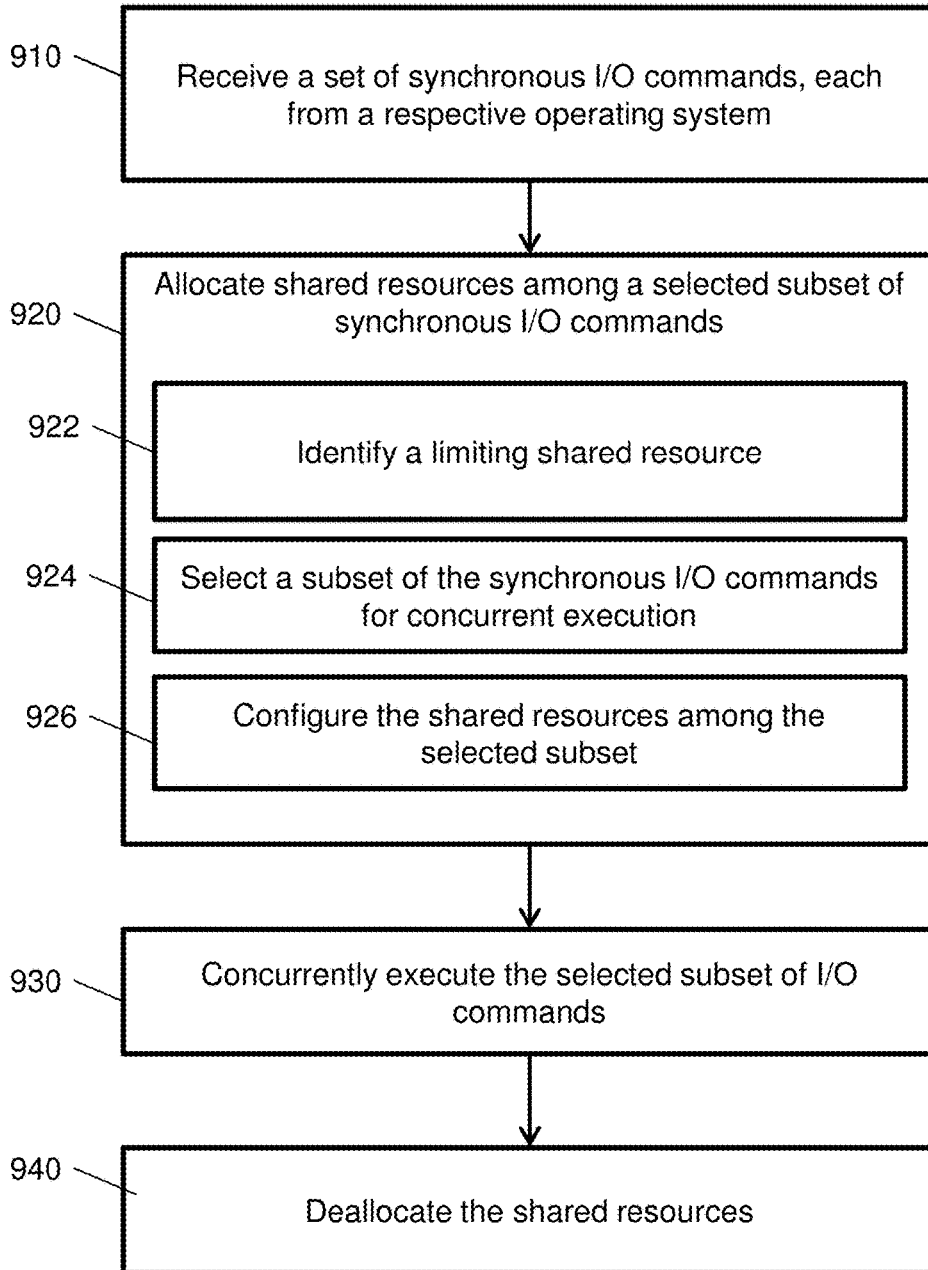 910
Receive a set of synchronous I/O commands, each
from a respective operating system
920
Allocate shared resources among a selected subset of
synchronous I/O commands
922
Identify a limiting shared resource
924
Select a subset of the synchronous I/O commands
for concurrent execution
926
Configure the shared resources among the
selected subset
930
Concurrently execute the selected subset of I/O
commands
940
Deallocate the shared resources